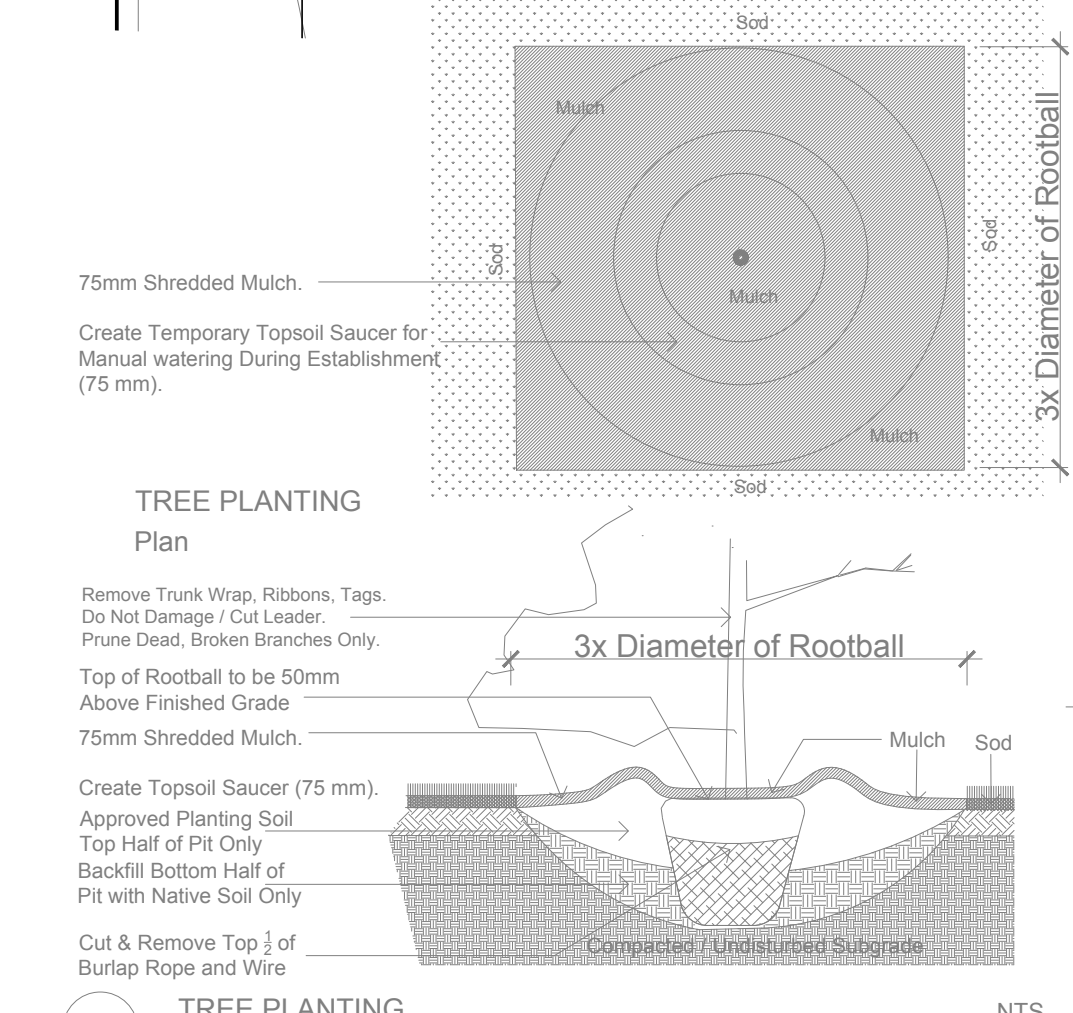 Sod
Mulch
3x Diameter of Rootball
Sod
Sod
75mm Shredded Mulch.
Mulch
Create Temporary Topsoil Saucer for
Manual watering During Establishment
(75 mm).
Mulch
Sod
TREE PLANTING
Plan
Remove Trunk Wrap, Ribbons, Tags.
Do Not Damage / Cut Leader.
Prune Dead, Broken Branches Only.
3x Diameter of Rootball
Top of Rootball to be 50mm
Above Finished Grade
75mm Shredded Mulch.
Mulch
Sod
Create Topsoil Saucer (75 mm).
Approved Planting Soil
Top Half of Pit Only
Backfill Bottom Half of
Pit with Native Soil Only
Cut & Remove Top 1/2 of
Burlap Rope and Wire
Compacted / Undisturbed Subgrade
TREE PLANTING
NTS